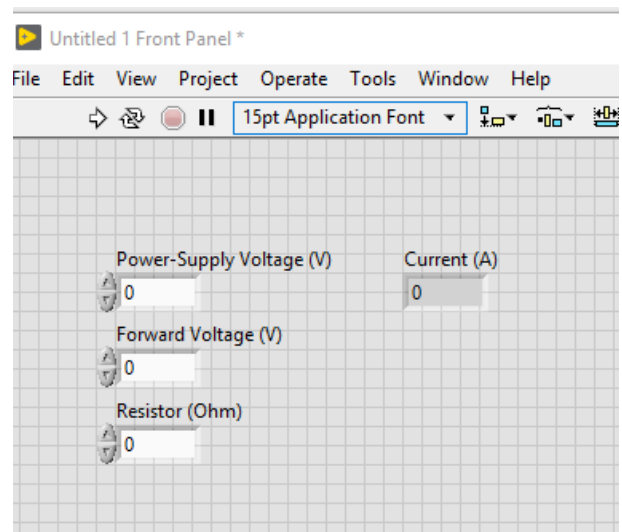 Untitled 1 Front Panel *
File Edit View Project Operate Tools Window Help
15pt Application Font
Power-Supply Voltage (V) Current (A)
0 0
Forward Voltage (V)
0
Resistor (Ohm)
0